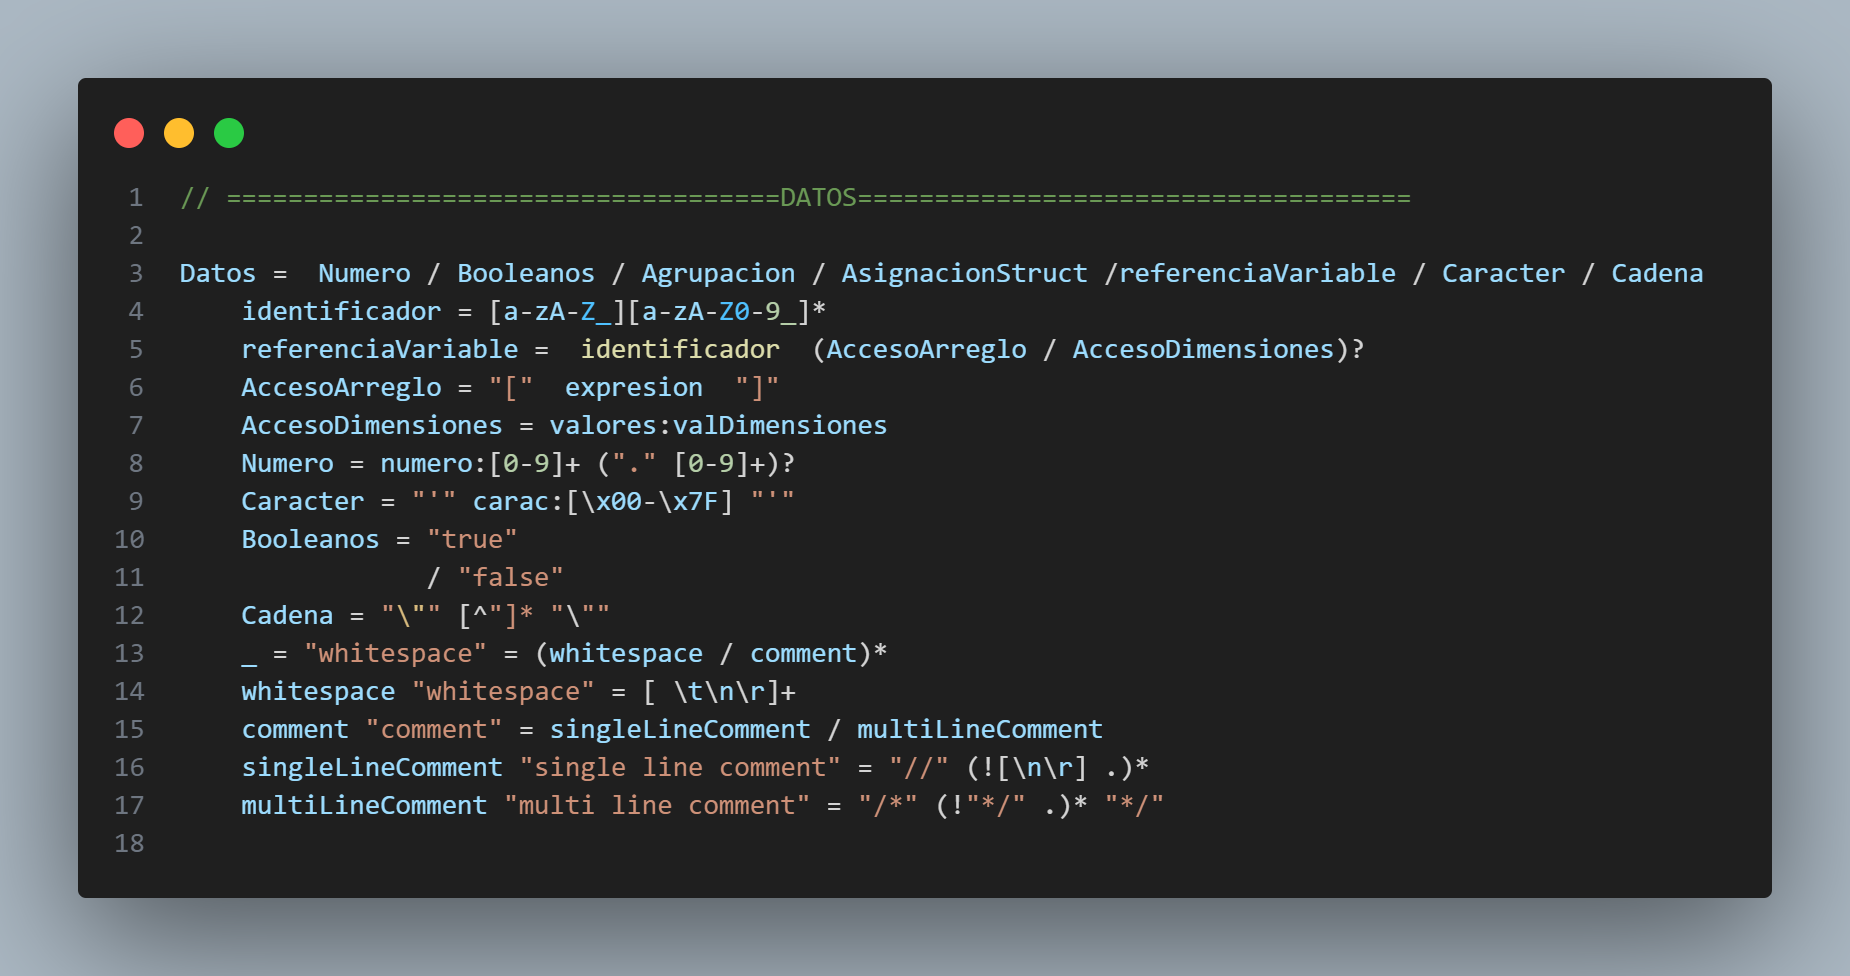 1 // ====================================DATOS====================================
2
3 Datos =  Numero / Booleanos / Agrupacion / AsignacionStruct /referenciaVariable / Caracter / Cadena
4     identificador = [a-zA-Z_][a-zA-Z0-9_]*
5     referenciaVariable =  identificador  (AccesoArreglo / AccesoDimensiones)?
6     AccesoArreglo = "["  expresion  "]"
7     AccesoDimensiones = valores:valDimensiones
8     Numero = numero:[0-9]+ ("." [0-9]+)?
9     Caracter = "'" carac:[\x00-\x7F] "'"
10     Booleanos = "true"
11                 / "false"
12     Cadena = "\"" [^"]* "\""
13     _ = "whitespace" = (whitespace / comment)*
14     whitespace "whitespace" = [ \t\n\r]+
15     comment "comment" = singleLineComment / multiLineComment
16     singleLineComment "single line comment" = "//" (![\n\r] .)*
17     multiLineComment "multi line comment" = "/*" (!"*/" .)* "*/"
18